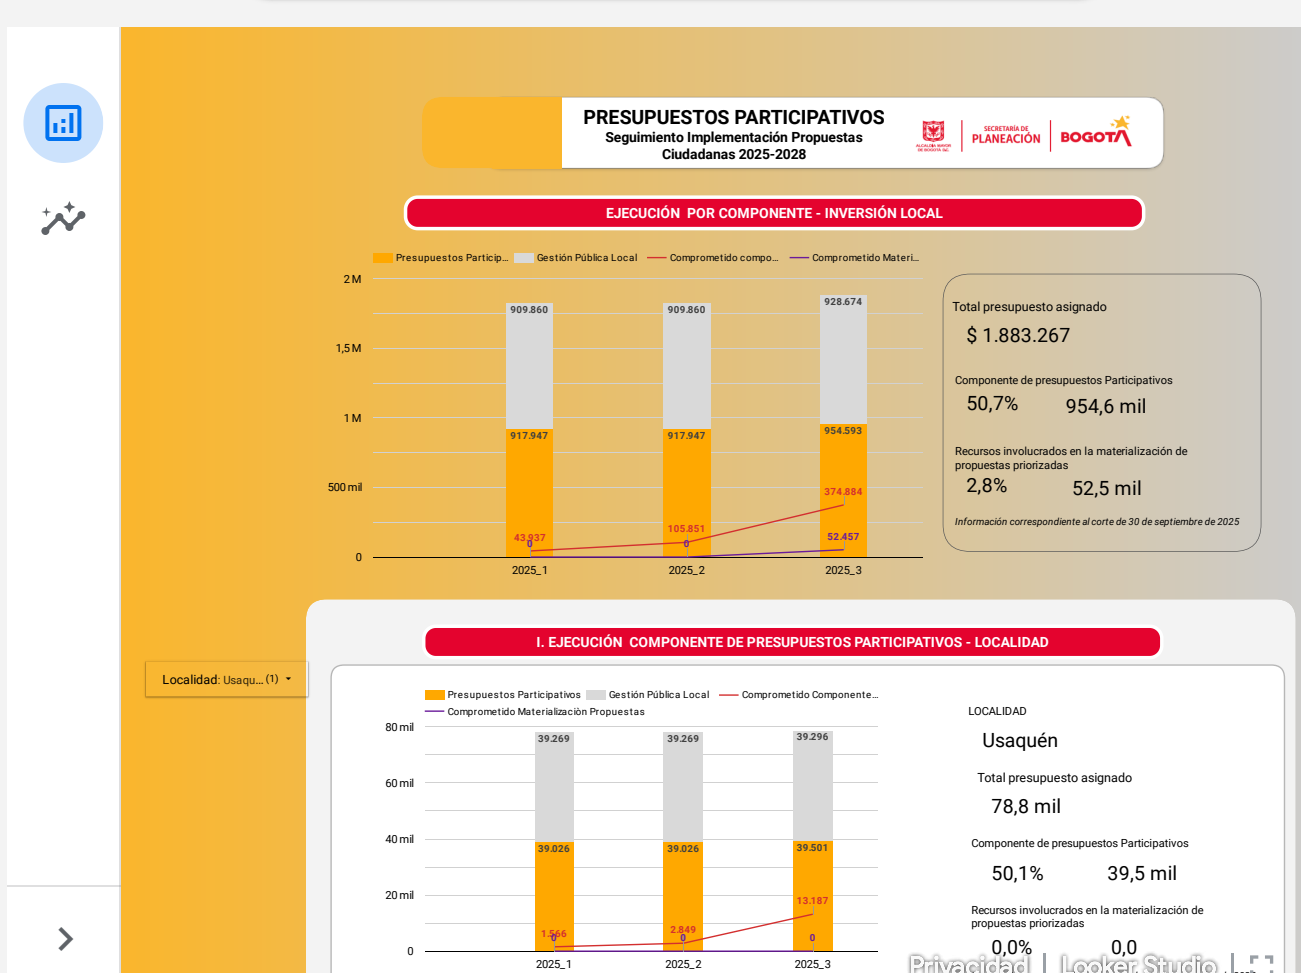 PRESUPUESTOS PARTICIPATIVOS
Seguimiento Implementación Propuestas
Ciudadanas 2025-2028
ALCALDÍA MAYOR
DE BOGOTÁ D.C.
SECRETARÍA DE
PLANEACIÓN
BOGOTÁ
EJECUCIÓN POR COMPONENTE - INVERSIÓN LOCAL
Presupuestos Particip... Gestión Pública Local Comprometido compo... Comprometido Materi...
2 M
1,5 M
1 M
500 mil
0
909.860 909.860 928.674
917.947 917.947 954.593
43.937 105.851 374.884
0 0 52.457
2025_1 2025_2 2025_3
Total presupuesto asignado
$ 1.883.267
Componente de presupuestos Participativos
50,7% 954,6 mil
Recursos involucrados en la materialización de
propuestas priorizadas
2,8% 52,5 mil
Información correspondiente al corte de 30 de septiembre de 2025
I. EJECUCIÓN COMPONENTE DE PRESUPUESTOS PARTICIPATIVOS - LOCALIDAD
Localidad: Usaqu... (1)
Presupuestos Participativos Gestión Pública Local Comprometido Componente...
Comprometido Materializaciòn Propuestas
80 mil
60 mil
40 mil
20 mil
0
39.269 39.269 39.296
39.026 39.026 39.501
1.566 2.849 13.187
0 0 0
2025_1 2025_2 2025_3
LOCALIDAD
Usaquén
Total presupuesto asignado
78,8 mil
Componente de presupuestos Participativos
50,1% 39,5 mil
Recursos involucrados en la materialización de
propuestas priorizadas
0,0% 0,0
Privacidad Looker Studio